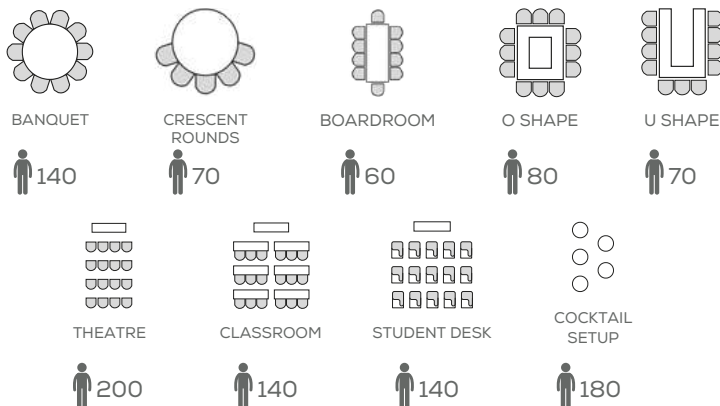 BANQUET
CRESCENT
ROUNDS
BOARDROOM
O SHAPE
U SHAPE
140
70
60
80
70
THEATRE
CLASSROOM
STUDENT DESK
COCKTAIL
SETUP
200
140
140
180